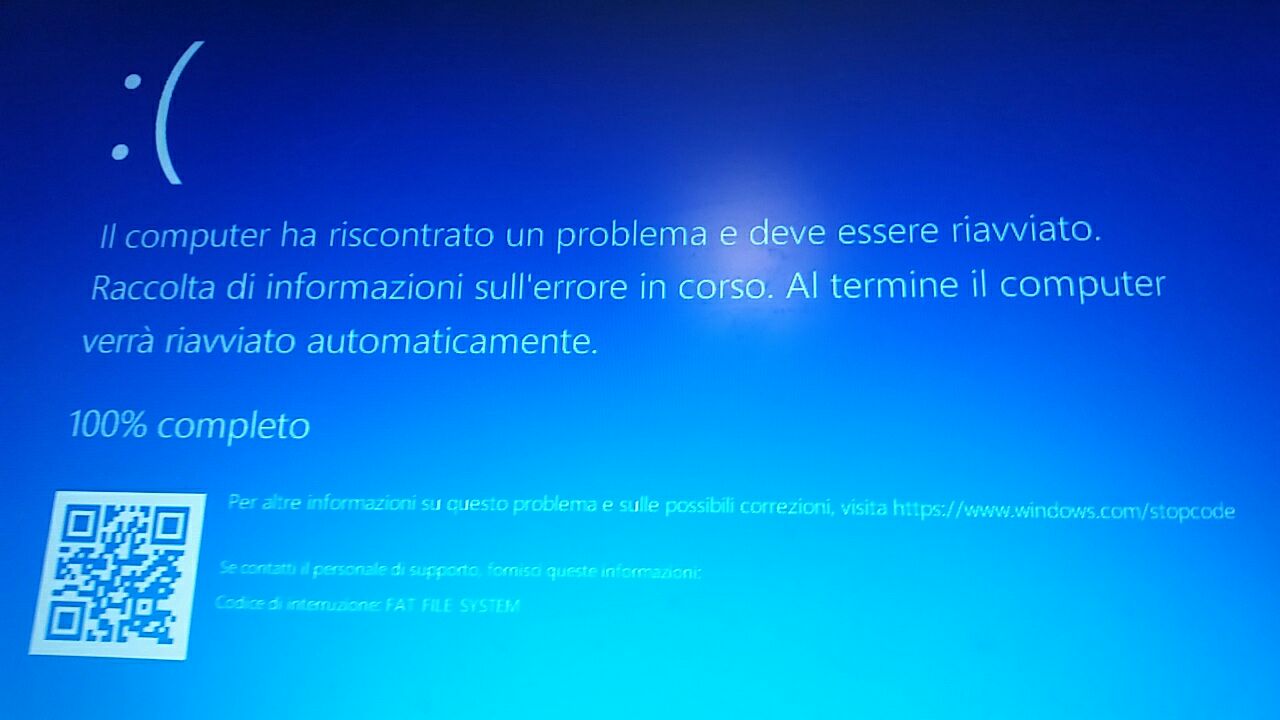 :(
Il computer ha riscontrato un problema e deve essere riavviato.
Raccolta di informazioni sull'errore in corso. Al termine il computer
verrà riavviato automaticamente.
100% completo
Per altre informazioni su questo problema e sulle possibili correzioni, visita https://www.windows.com/stopcode
Se contatti il personale di supporto, fornisci queste informazioni:
Codice di interruzione: FAT FILE SYSTEM